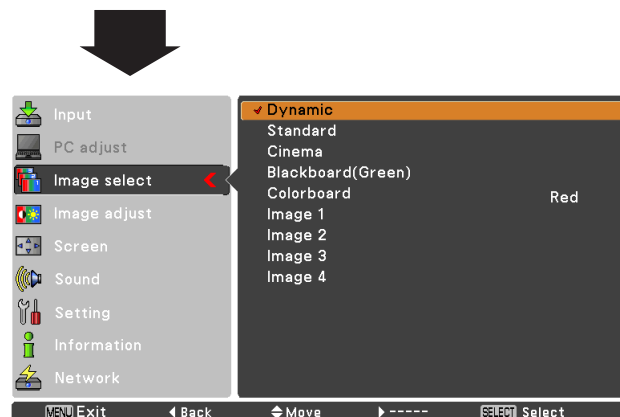 Input
PC adjust
Image select
Image adjust
Screen
Sound
Setting
Information
Network
Dynamic
Standard
Cinema
Blackboard(Green)
Colorboard Red
Image 1
Image 2
Image 3
Image 4
MENU Exit Back Move ----- SELECT Select